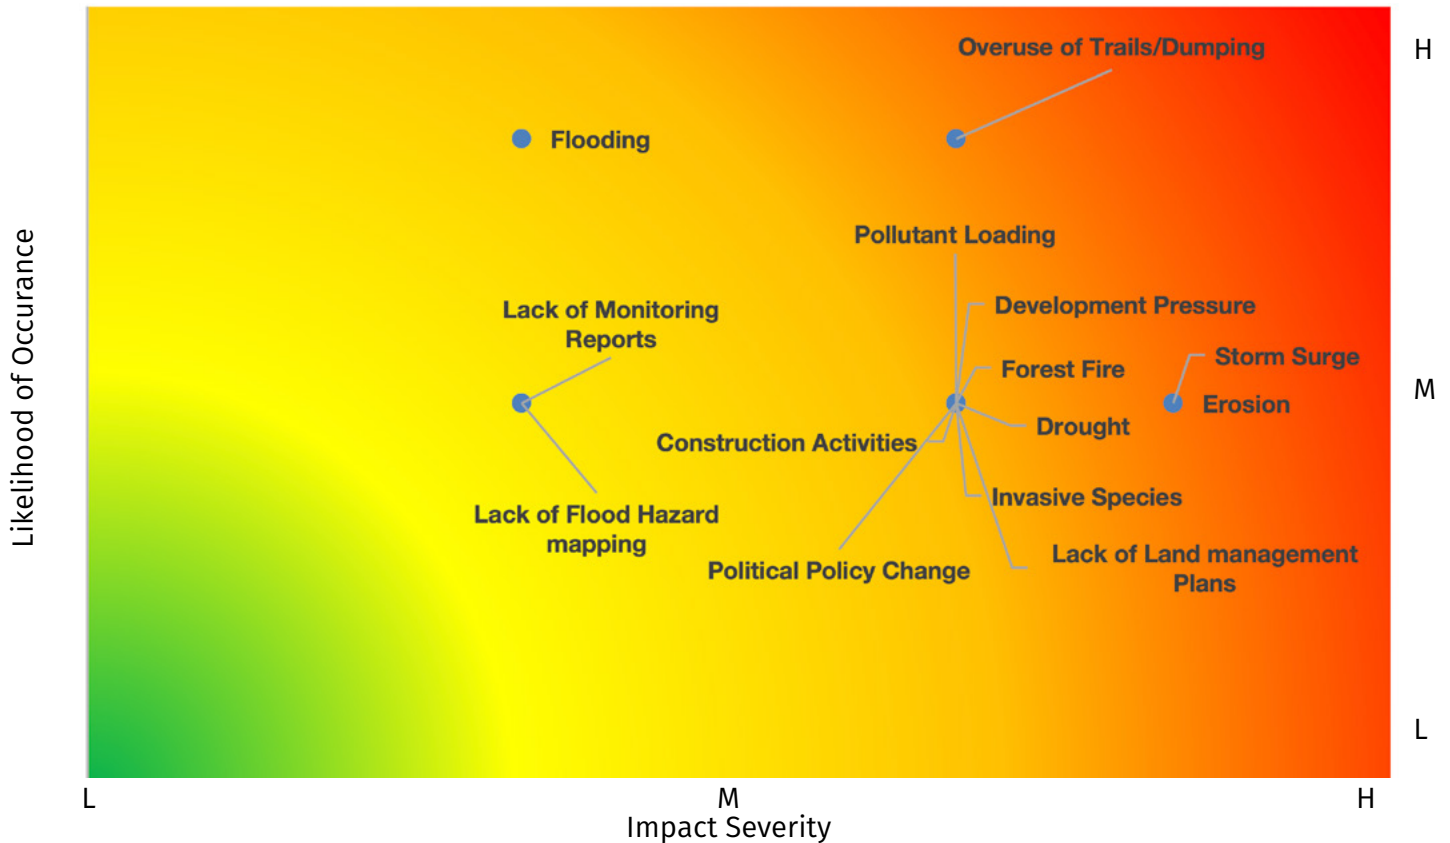 H
Overuse of Trails/Dumping
Flooding
Pollutant Loading
Likelihood of Occurance
Lack of Monitoring
Reports
Development Pressure
Storm Surge
Forest Fire
M
Erosion
Drought
Construction Activities
Invasive Species
Lack of Flood Hazard
mapping
Political Policy Change
Lack of Land management
Plans
L
L
M
H
Impact Severity